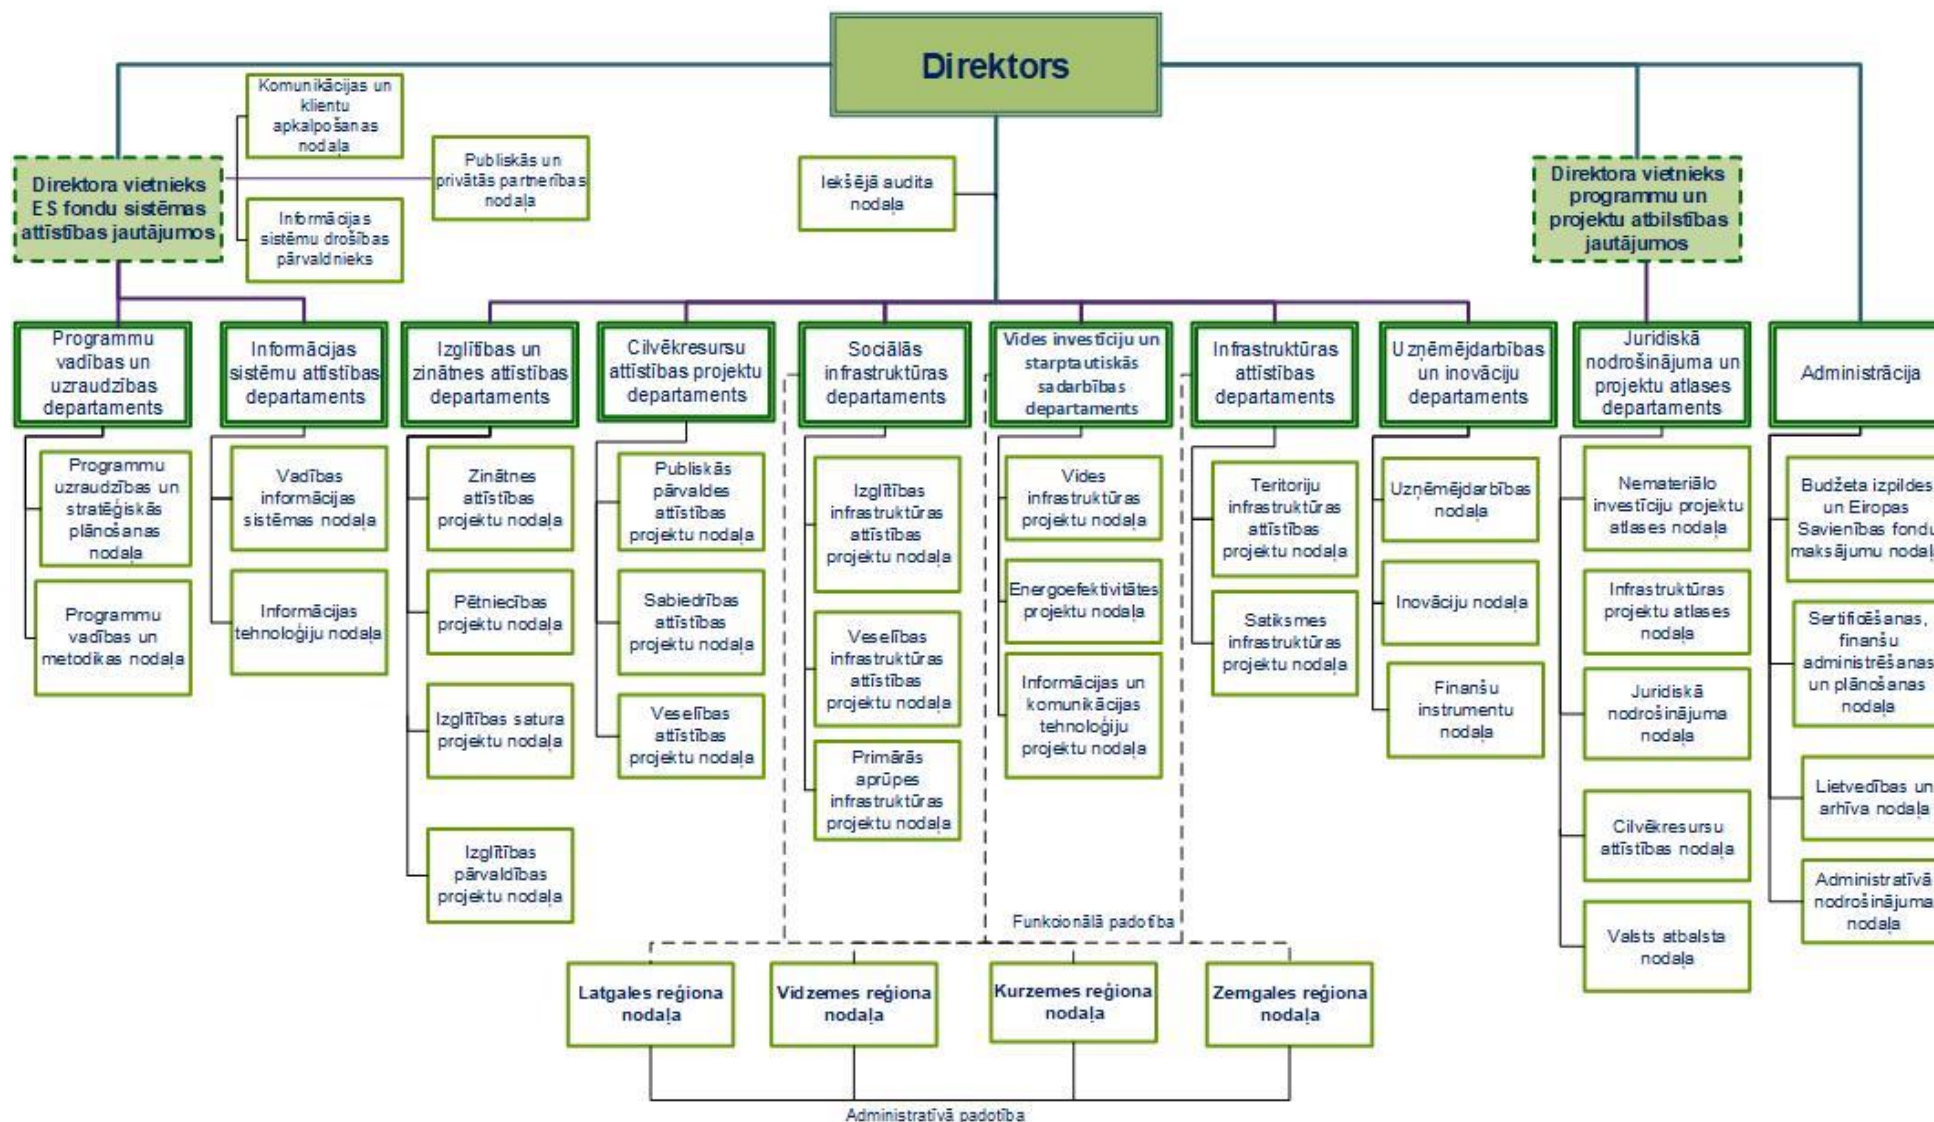 Direktors
Komunikācijas un
klientu
apkalpošanas
nodaļa
Publiskās un
privātās partnerības
nodaļa
Informācijas
sistēmu drošības
pārvaldnieks
Direktora vietnieks
ES fondu sistēmas
attīstības jautājumos
Iekšējā audita
nodaļa
Direktora vietnieks
programmu un
projektu atbilstības
jautājumos
Programmu
vadības un
uzraudzības
departaments
Informācijas
sistēmu attīstības
departaments
Izglītības un
zinātnes attīstības
departaments
Cilvēkresursu
attīstības projektu
departaments
Sociālās
infrastruktūras
departaments
Vides investīciju un
starptautiskās
sadarbības
departaments
Infrastruktūras
attīstības
departaments
Uzņēmējdarbības
un inovāciju
departaments
Juridiskā
nodrošinājuma un
projektu atlases
departaments
Administrācija
Programmu
uzraudzības un
stratēģiskās
plānošanas
nodaļa
Programmu
vadības un
metodikas nodaļa
Vadības
informācijas
sistēmas nodaļa
Informācijas
tehnoloģiju nodaļa
Zinātnes
attīstības
projektu nodaļa
Pētniecības
projektu nodaļa
Izglītības satura
projektu nodaļa
Izglītības
pārvaldības
projektu nodaļa
Publiskās
pārvaldes
attīstības
projektu nodaļa
Sabiedrības
attīstības
projektu nodaļa
Veselības
attīstības
projektu nodaļa
Izglītības
infrastruktūras
attīstības
projektu nodaļa
Veselības
infrastruktūras
attīstības
projektu nodaļa
Primārās
aprūpes
infrastruktūras
projektu nodaļa
Vides
infrastruktūras
projektu nodaļa
Energoefektivitātes
projektu nodaļa
Informācijas un
komunikācijas
tehnoloģiju
projektu nodaļa
Teritoriju
infrastruktūras
attīstības
projektu nodaļa
Satiksmes
infrastruktūras
projektu nodaļa
Uzņēmējdarbības
nodaļa
Inovāciju nodaļa
Finanšu
instrumentu
nodaļa
Nemateriālo
investīciju projektu
atlases nodaļa
Infrastruktūras
projektu atlases
nodaļa
Juridiskā
nodrošinājuma
nodaļa
Cilvēkresursu
attīstības nodaļa
Valsts atbalsta
nodaļa
Budžeta izpildes
un Eiropas
Savienības fondu
maksājumu nodaļ
Sertificēšanas,
finanšu
administrēšanas
un plānošanas
nodaļa
Lietvedības un
arhīva nodaļa
Administratīvā
nodrošinājuma
nodaļa
Funkcionālā padotība
Latgales reģiona
nodaļa
Vidzemes reģiona
nodaļa
Kurzemes reģiona
nodaļa
Zemgales reģiona
nodaļa
Administratīvā padotība